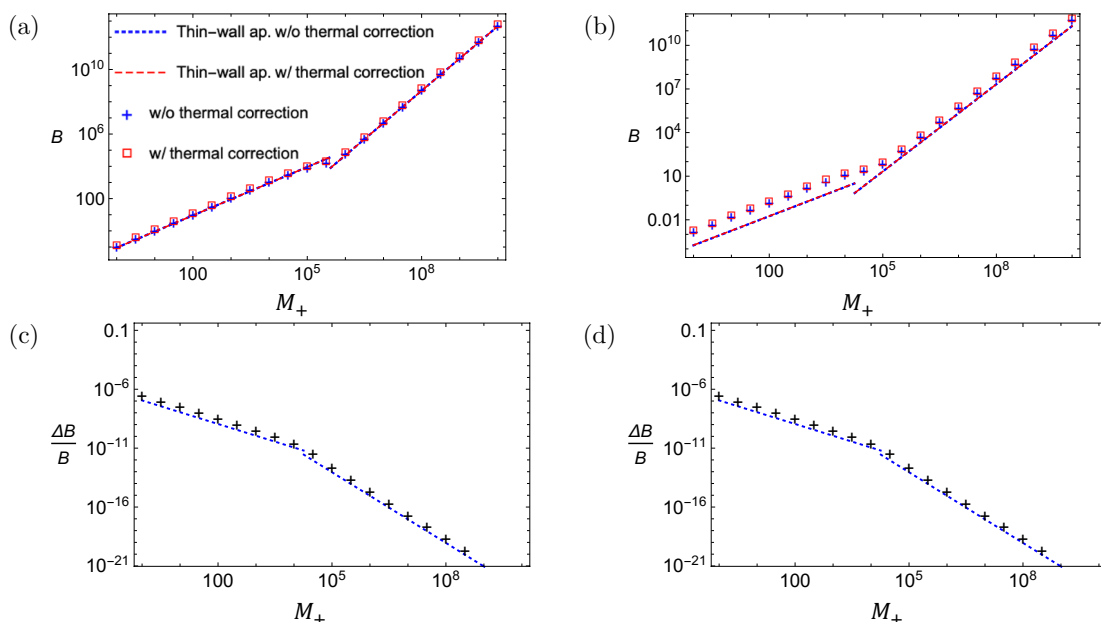 (a)
B
10^10
10^6
100
Thin-wall ap. w/o thermal correction
Thin-wall ap. w/ thermal correction
w/o thermal correction
w/ thermal correction
100 10^5 10^8
M_+
(b)
B
10^10
10^7
10^4
10
0.01
100 10^5 10^8
M_+
(c)
ΔB
B
0.1
10^-6
10^-11
10^-16
10^-21
100 10^5 10^8
M_+
(d)
ΔB
B
0.1
10^-6
10^-11
10^-16
10^-21
100 10^5 10^8
M_+